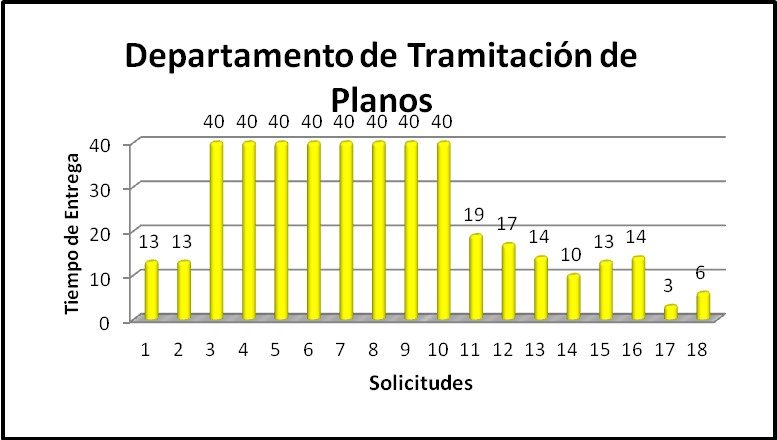 Departamento de Tramitación de
Planos
40 40 40 40 40 40 40 40
40
30
20
10
0
13 13 19 17 14 10 13 14 3 6
Tiempo de Entrega
1 2 3 4 5 6 7 8 9 10 11 12 13 14 15 16 17 18
Solicitudes